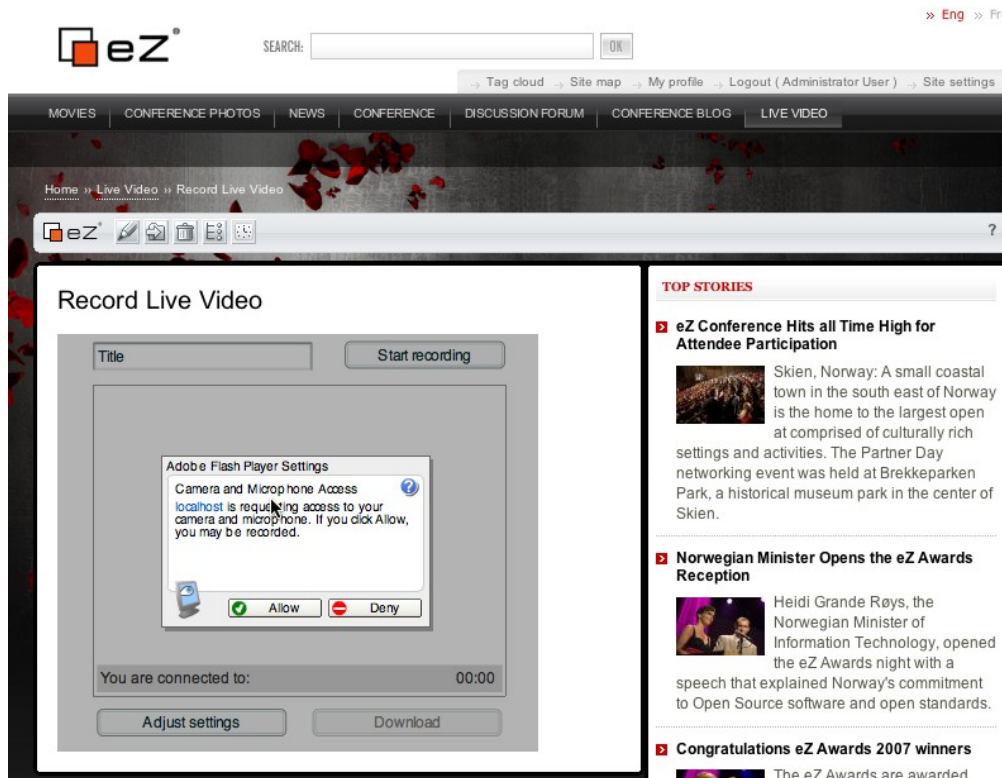 » Eng » Fr
eZ®
SEARCH:
OK
Tag cloud
Site map
My profile
Logout ( Administrator User )
Site settings
MOVIES
CONFERENCE PHOTOS
NEWS
CONFERENCE
DISCUSSION FORUM
CONFERENCE BLOG
LIVE VIDEO
Home » Live Video » Record Live Video
eZ
?
Record Live Video
Title
Start recording
Adobe Flash Player Settings
Camera and Microphone Access
localhost is requesting access to your
camera and microphone. If you click Allow,
you may be recorded.
Allow
Deny
You are connected to:
00:00
Adjust settings
Download
TOP STORIES
eZ Conference Hits all Time High for
Attendee Participation
Skien, Norway: A small coastal
town in the south east of Norway
is the home to the largest open
at comprised of culturally rich
settings and activities. The Partner Day
networking event was held at Brekkeparken
Park, a historical museum park in the center of
Skien.
Norwegian Minister Opens the eZ Awards
Reception
Heidi Grande Røys, the
Norwegian Minister of
Information Technology, opened
the eZ Awards night with a
speech that explained Norway's commitment
to Open Source software and open standards.
Congratulations eZ Awards 2007 winners
The eZ Awards are awarded